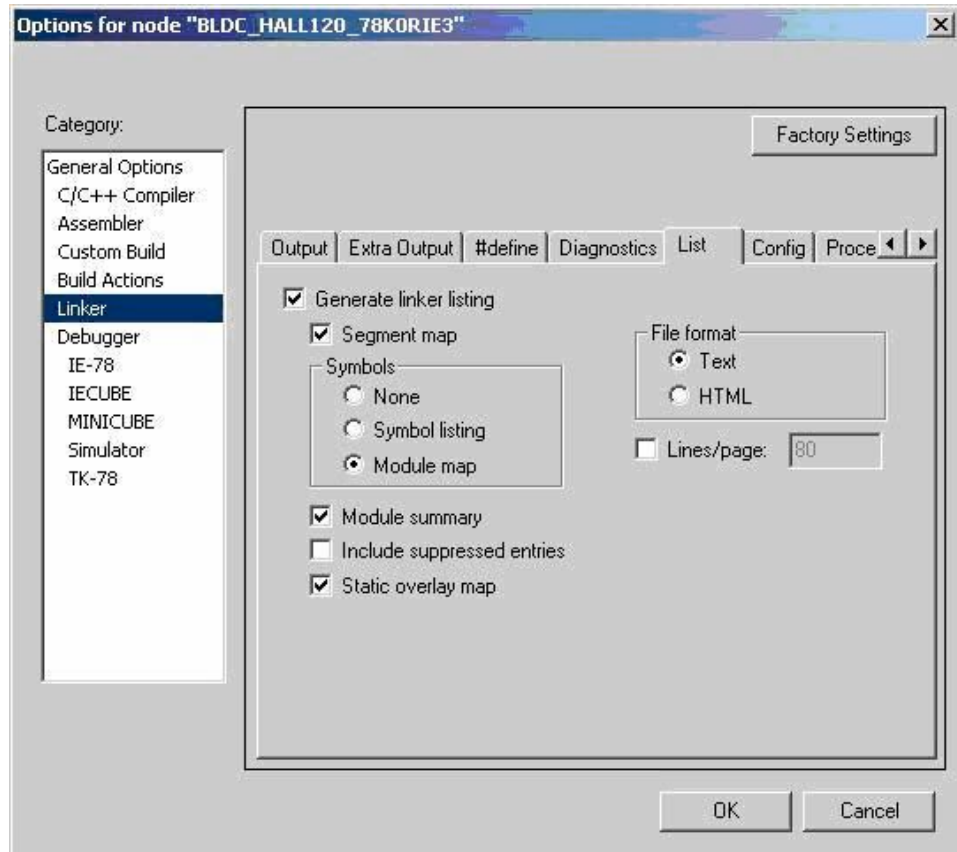 Options for node "BLDC_HALL120_78K0RIE3"
Category:
General Options
C/C++ Compiler
Assembler
Custom Build
Build Actions
Linker
Debugger
IE-78
IECUBE
MINICUBE
Simulator
TK-78
Factory Settings
Output
Extra Output
#define
Diagnostics
List
Config
Proce
Generate linker listing
Segment map
Symbols
None
Symbol listing
Module map
Module summary
Include suppressed entries
Static overlay map
File format
Text
HTML
Lines/page: 80
OK
Cancel